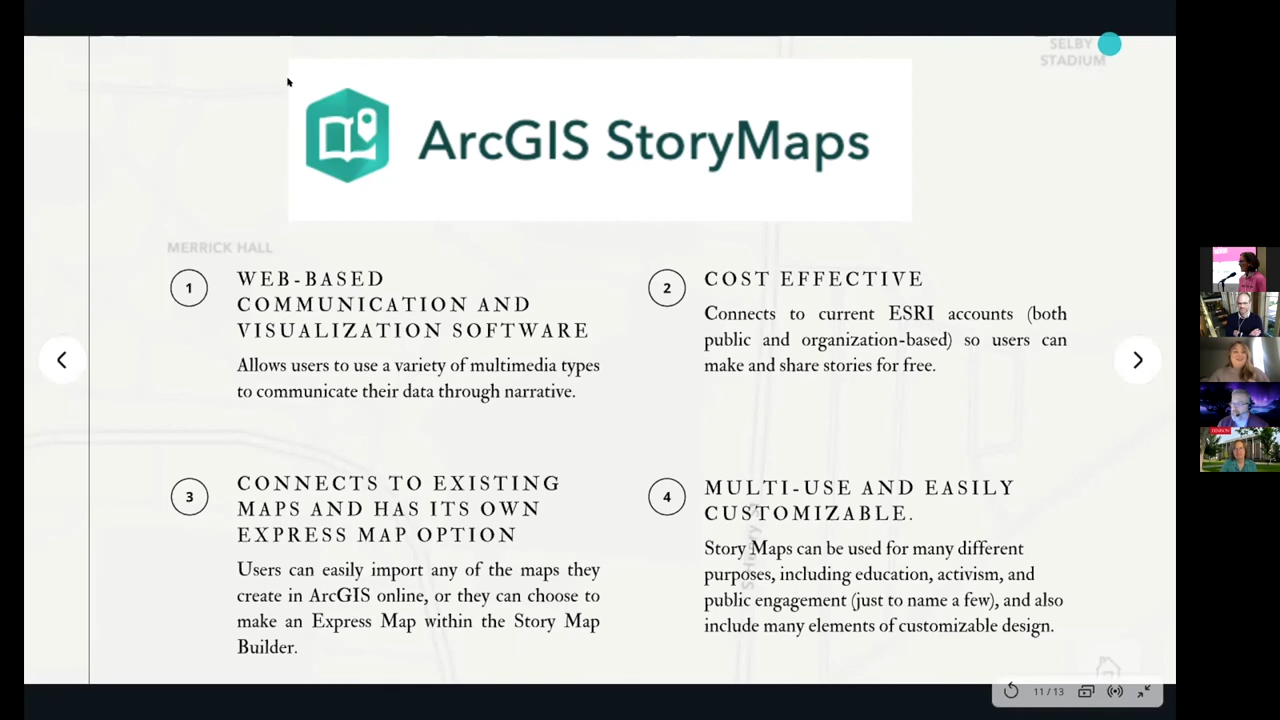 SELBY
STADIUM
ArcGIS StoryMaps
MERRICK HALL
1
WEB-BASED
COMMUNICATION AND
VISUALIZATION SOFTWARE
Allows users to use a variety of multimedia types
to communicate their data through narrative.
2
COST EFFECTIVE
Connects to current ESRI accounts (both
public and organization-based) so users can
make and share stories for free.
3
CONNECTS TO EXISTING
MAPS AND HAS ITS OWN
EXPRESS MAP OPTION
Users can easily import any of the maps they
create in ArcGIS online, or they can choose to
make an Express Map within the Story Map
Builder.
4
MULTI-USE AND EASILY
CUSTOMIZABLE.
Story Maps can be used for many different
purposes, including education, activism, and
public engagement (just to name a few), and also
include many elements of customizable design.
11 / 13